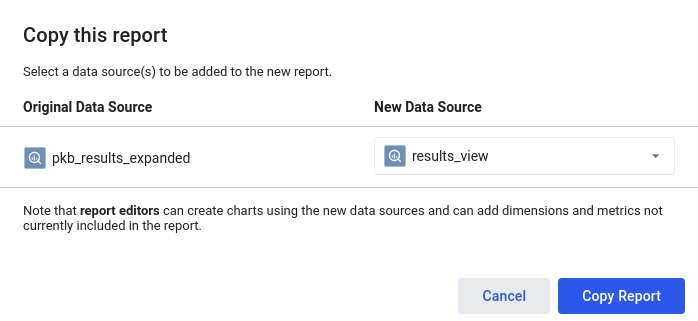 Copy this report
Select a data source(s) to be added to the new report.
Original Data Source New Data Source
pkb_results_expanded results_view
Note that report editors can create charts using the new data sources and can add dimensions and metrics not
currently included in the report.
Cancel Copy Report